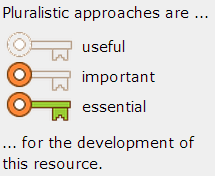 Pluralistic approaches are ...
useful
important
essential
... for the development of
this resource.